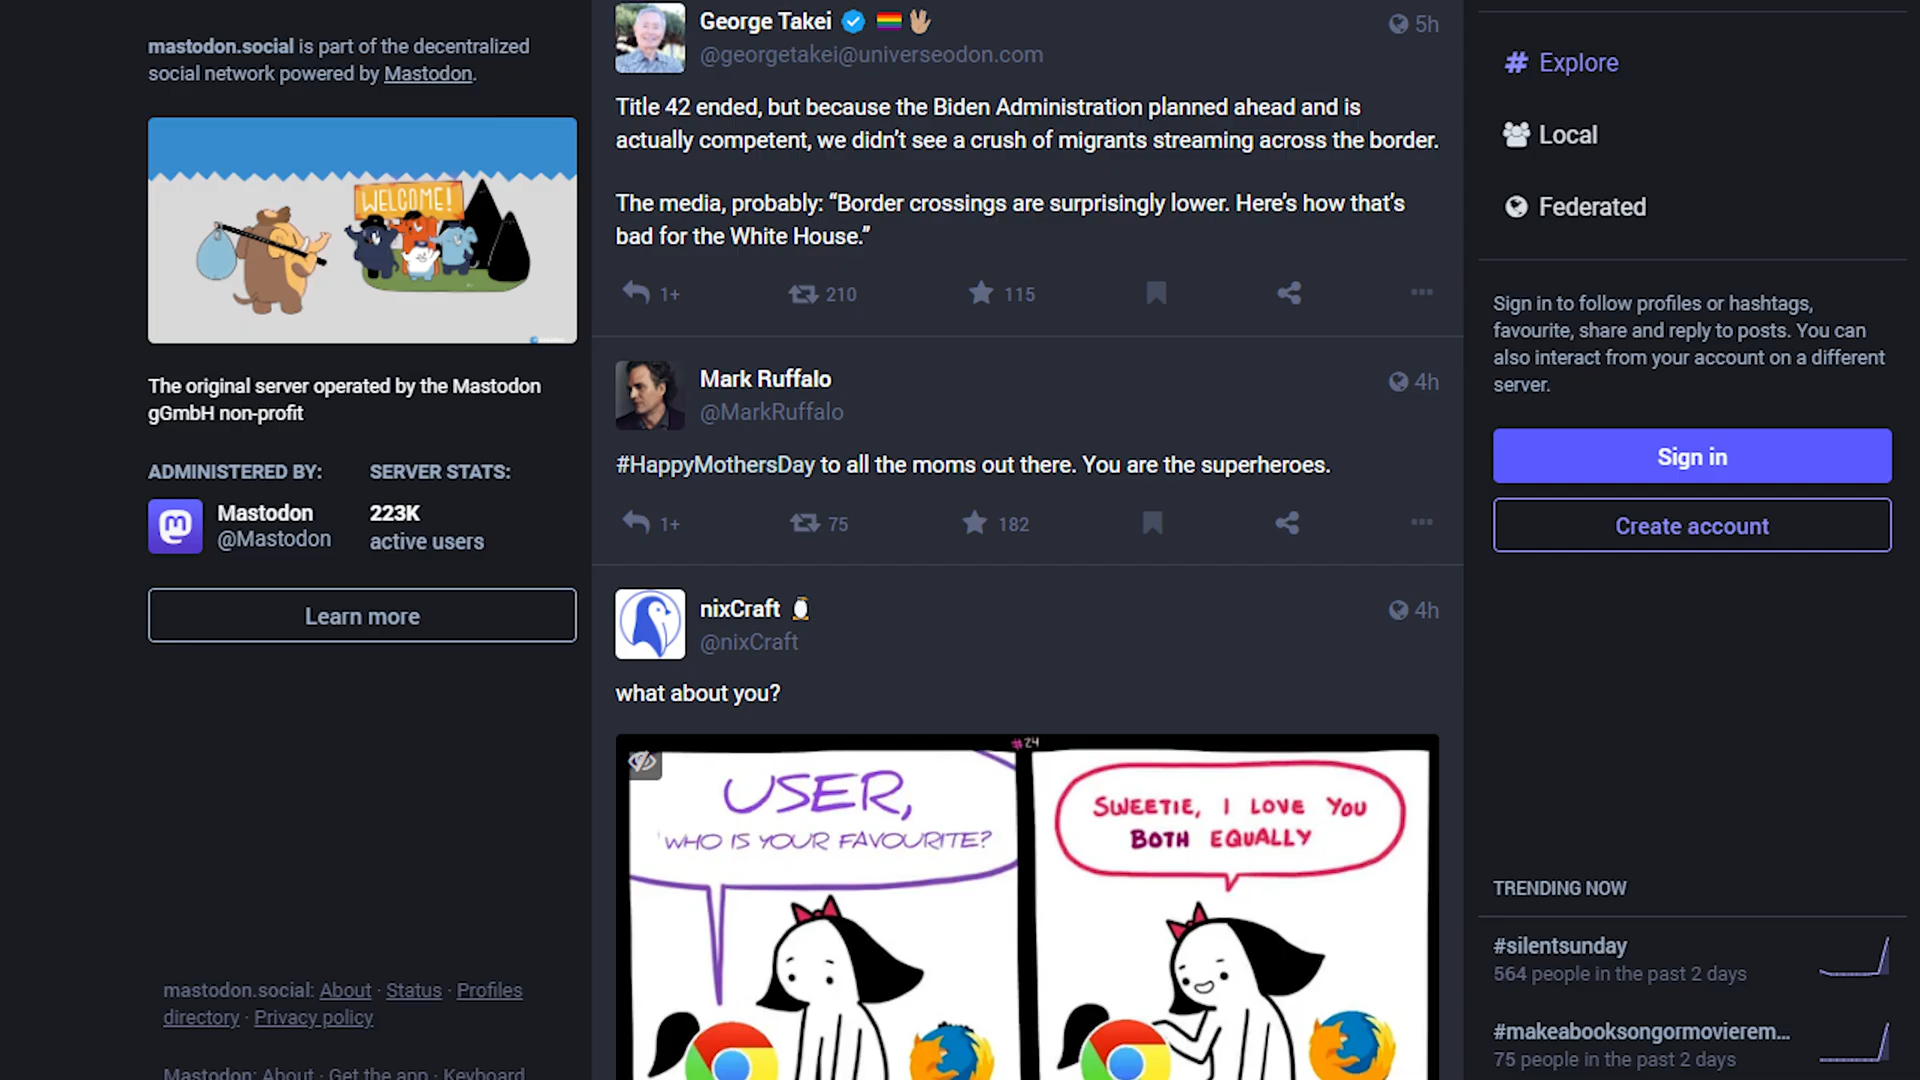 mastodon.social is part of the decentralized
social network powered by Mastodon.
WELCOME!
The original server operated by the Mastodon
gGmbH non-profit
ADMINISTERED BY:
Mastodon
@Mastodon
SERVER STATS:
223K
active users
Learn more
mastodon.social: About · Status · Profiles
directory · Privacy policy
Mastodon: About · Get the app · Keyboard
George Takei
@georgetakei@universeodon.com
5h
Title 42 ended, but because the Biden Administration planned ahead and is
actually competent, we didn’t see a crush of migrants streaming across the border.
The media, probably: “Border crossings are surprisingly lower. Here’s how that’s
bad for the White House.”
1+ 210 115
Mark Ruffalo
@MarkRuffalo
4h
#HappyMothersDay to all the moms out there. You are the superheroes.
1+ 75 182
nixCraft
@nixCraft
4h
what about you?
#24
USER,
WHO IS YOUR FAVOURITE?
SWEETIE, I LOVE YOU
BOTH EQUALLY
# Explore
Local
Federated
Sign in to follow profiles or hashtags,
favourite, share and reply to posts. You can
also interact from your account on a different
server.
Sign in
Create account
TRENDING NOW
#silentsunday
564 people in the past 2 days
#makeabooksongormovierem...
75 people in the past 2 days